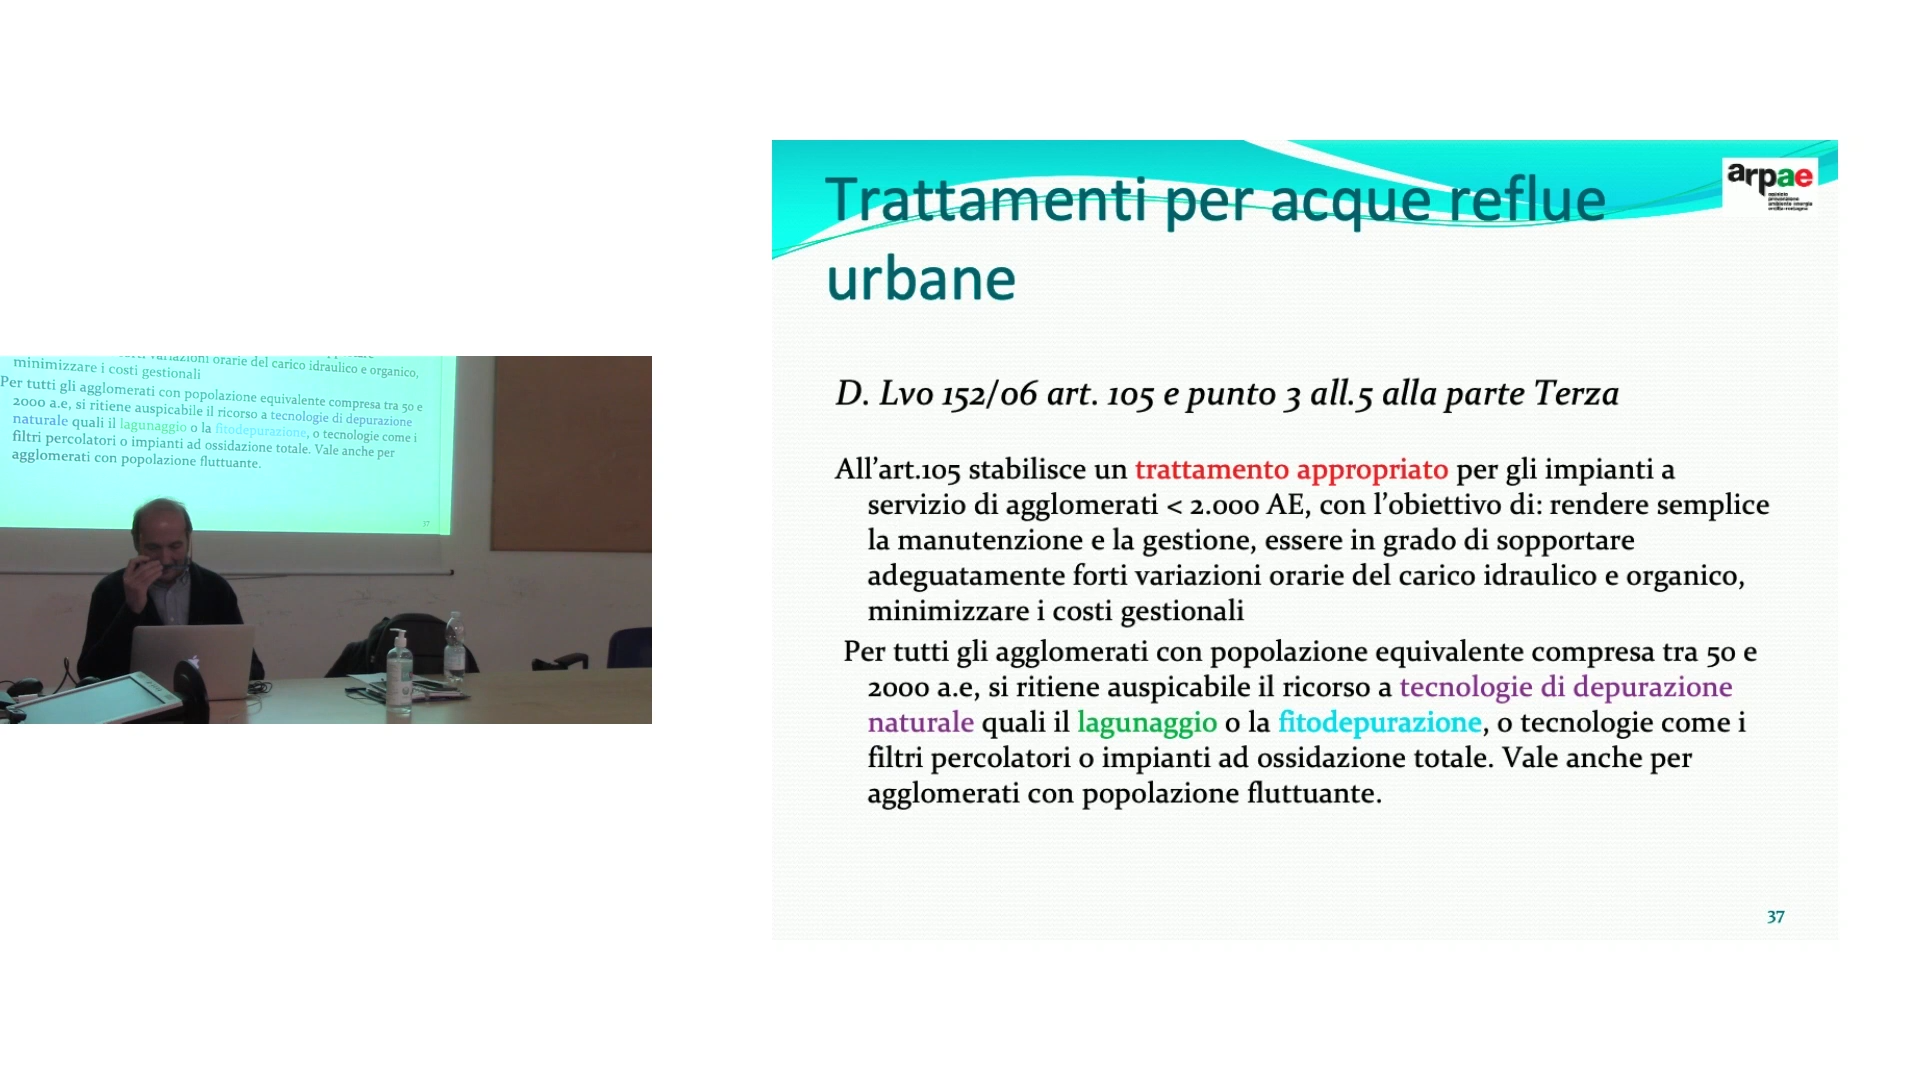 minimizzare i costi gestionali
variazioni orarie del carico idraulico e organico,
Per tutti gli agglomerati con popolazione equivalente compresa tra 50 e
2000 a.e, si ritiene auspicabile il ricorso a tecnologie di depurazione
naturale quali il lagunaggio o la fitodepurazione, o tecnologie come i
filtri percolatori o impianti ad ossidazione totale. Vale anche per
agglomerati con popolazione fluttuante.
37
Trattamenti per acque reflue
urbane
arpae
D. Lvo 152/06 art. 105 e punto 3 all.5 alla parte Terza
All’art.105 stabilisce un trattamento appropriato per gli impianti a
servizio di agglomerati < 2.000 AE, con l’obiettivo di: rendere semplice
la manutenzione e la gestione, essere in grado di sopportare
adeguatamente forti variazioni orarie del carico idraulico e organico,
minimizzare i costi gestionali
Per tutti gli agglomerati con popolazione equivalente compresa tra 50 e
2000 a.e, si ritiene auspicabile il ricorso a tecnologie di depurazione
naturale quali il lagunaggio o la fitodepurazione, o tecnologie come i
filtri percolatori o impianti ad ossidazione totale. Vale anche per
agglomerati con popolazione fluttuante.
37